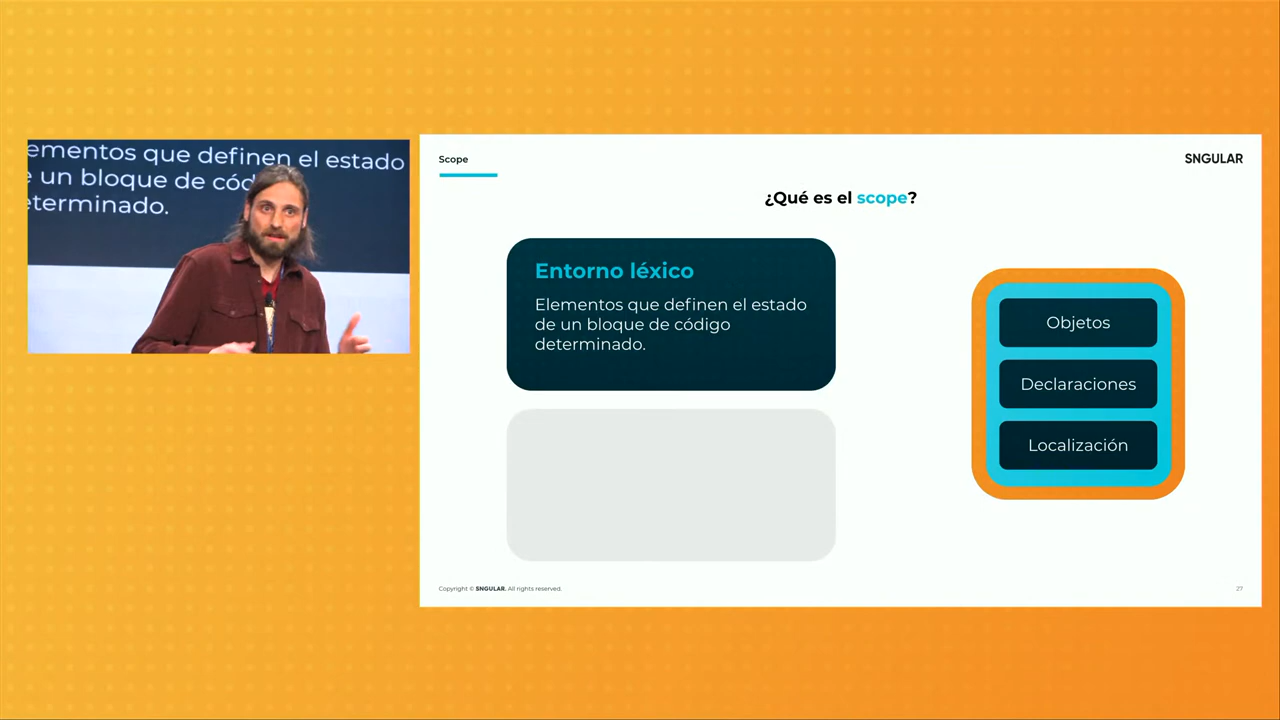 ementos que definen el estado
un bloque de cód
eterminado.
Scope
SNGULAR
¿Qué es el scope?
Entorno léxico
Elementos que definen el estado
de un bloque de código
determinado.
Objetos
Declaraciones
Localización
Copyright © SNGULAR. All rights reserved.
27